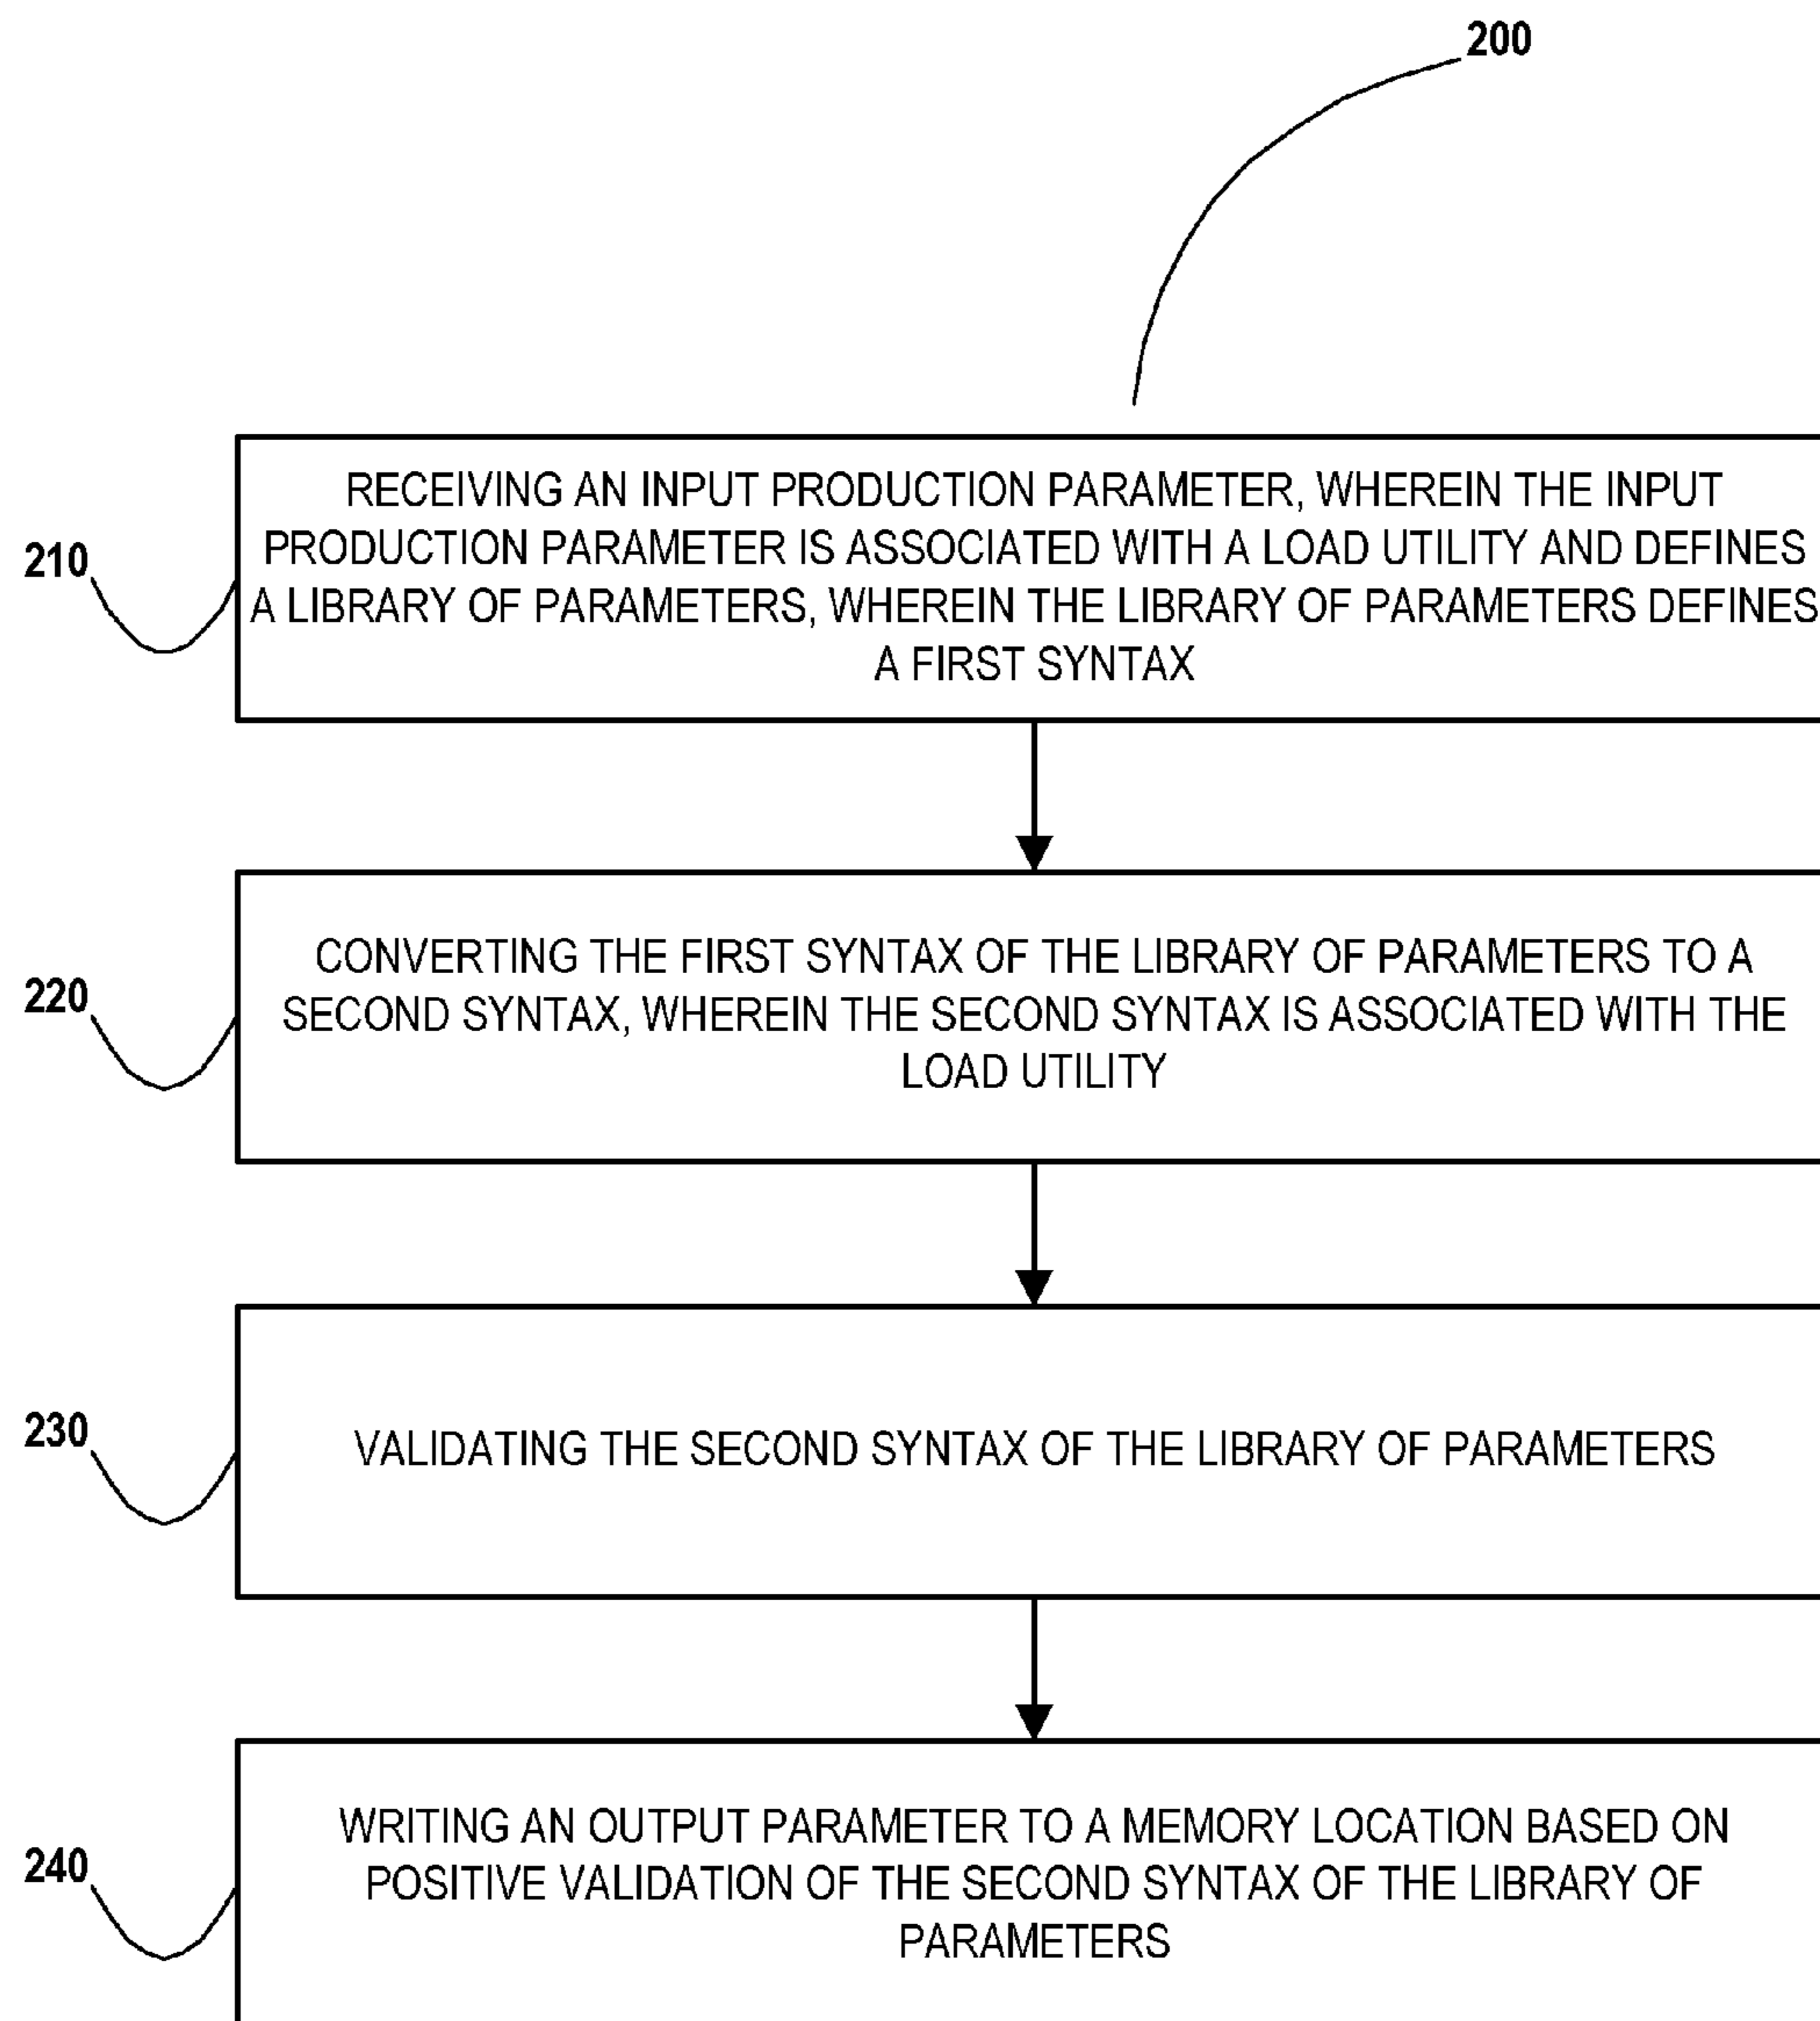 200
RECEIVING AN INPUT PRODUCTION PARAMETER, WHEREIN THE INPUT
PRODUCTION PARAMETER IS ASSOCIATED WITH A LOAD UTILITY AND DEFINES
A LIBRARY OF PARAMETERS, WHEREIN THE LIBRARY OF PARAMETERS DEFINES
A FIRST SYNTAX
210
CONVERTING THE FIRST SYNTAX OF THE LIBRARY OF PARAMETERS TO A
SECOND SYNTAX, WHEREIN THE SECOND SYNTAX IS ASSOCIATED WITH THE
LOAD UTILITY
220
VALIDATING THE SECOND SYNTAX OF THE LIBRARY OF PARAMETERS
230
WRITING AN OUTPUT PARAMETER TO A MEMORY LOCATION BASED ON
POSITIVE VALIDATION OF THE SECOND SYNTAX OF THE LIBRARY OF
PARAMETERS
240